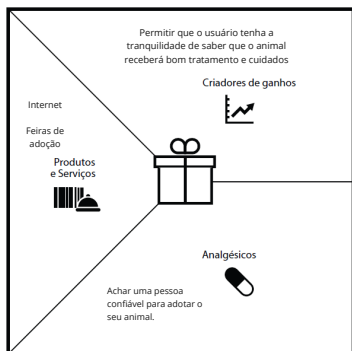 Permitir que o usuário tenha a
tranquilidade de saber que o animal
receberá bom tratamento e cuidados
Criadores de ganhos
Internet
Feiras de
adoção
Produtos
e Serviços
Analgésicos
Achar uma pessoa
confiável para adotar o
seu animal.